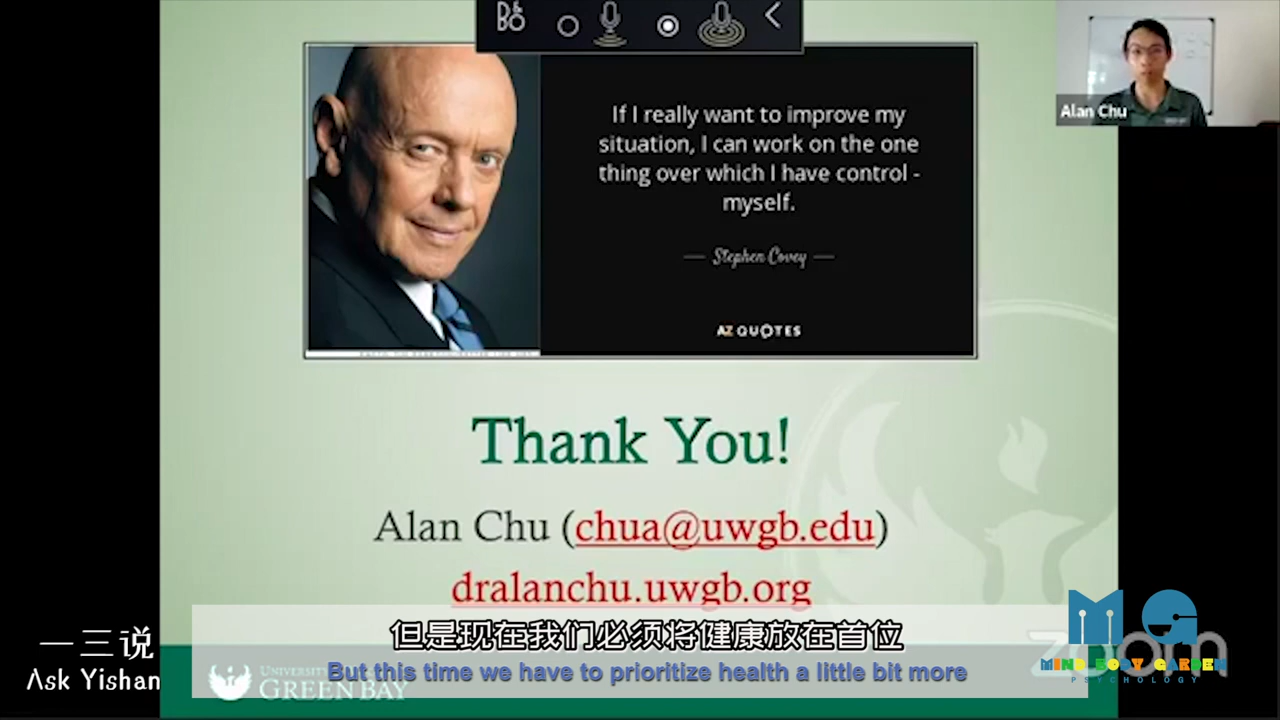 Alan Chu
If I really want to improve my
situation, I can work on the one
thing over which I have control -
myself.
Stephen Covey
AZ QUOTES
Thank You!
Alan Chu (chua@uwgb.edu)
dralanchu.uwgb.org
但是现在我们必须将健康放在首位
But this time we have to prioritize health a little bit more
一三说
Ask Yishan
GREEN BAY
zoom
MG
MIND BODY GARDEN
PSYCHOLOGY